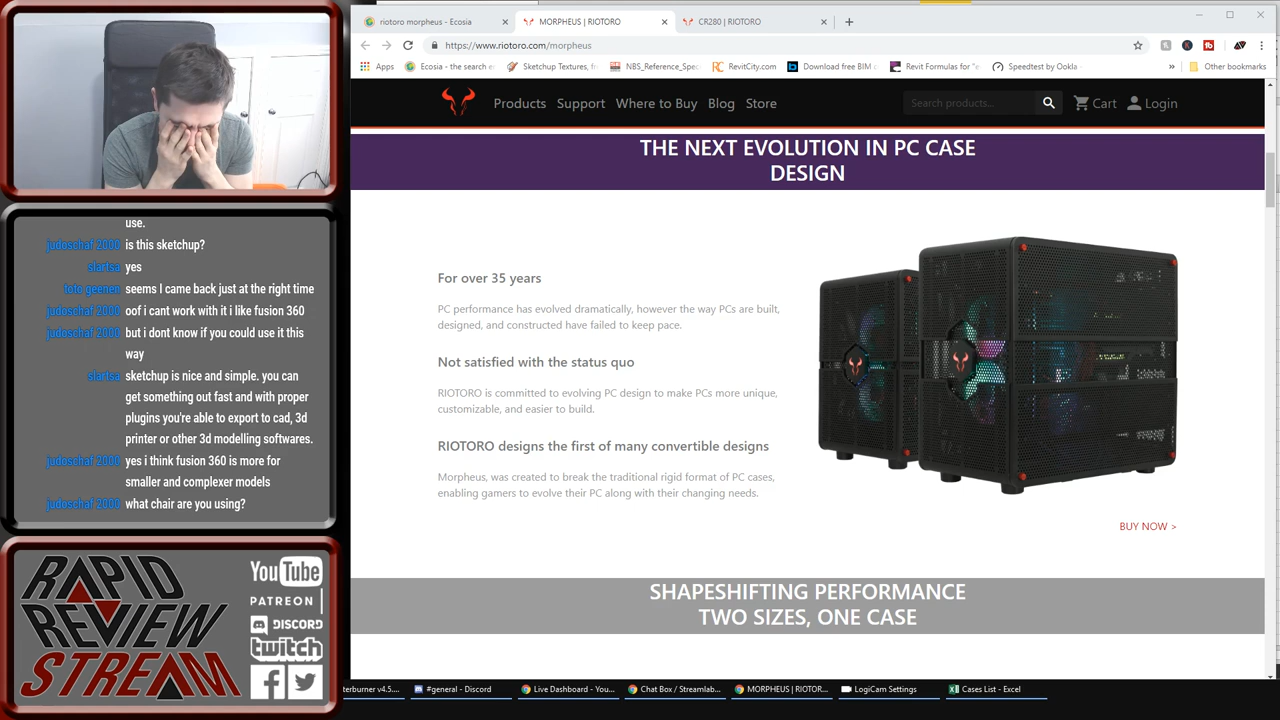 riotoro morpheus - Ecosia
MORPHEUS | RIOTORO
CR280 | RIOTORO
https://www.riotoro.com/morpheus
Apps
Ecosia - the search er
Sketchup Textures, fr
NBS_Reference_Spec
RevitCity.com
Download free BIM c
Revit Formulas for "e
Speedtest by Ookla -
»
Other bookmarks
Products Support Where to Buy Blog Store
Search products...
Cart
Login
THE NEXT EVOLUTION IN PC CASE
DESIGN
For over 35 years
PC performance has evolved dramatically, however the way PCs are built,
designed, and constructed have failed to keep pace.
Not satisfied with the status quo
RIOTORO is committed to evolving PC design to make PCs more unique,
customizable, and easier to build.
RIOTORO designs the first of many convertible designs
Morpheus, was created to break the traditional rigid format of PC cases,
enabling gamers to evolve their PC along with their changing needs.
BUY NOW >
SHAPESHIFTING PERFORMANCE
TWO SIZES, ONE CASE
use.
judoschaf 2000 is this sketchup?
slartsa yes
toto geenen seems I came back just at the right time
judoschaf 2000 oof i cant work with it i like fusion 360
judoschaf 2000 but i dont know if you could use it this
way
slartsa sketchup is nice and simple. you can
get something out fast and with proper
plugins you're able to export to cad, 3d
printer or other 3d modelling softwares.
judoschaf 2000 yes i think fusion 360 is more for
smaller and complexer models
judoschaf 2000 what chair are you using?
RAPID
REVIEW
STREAM
YouTube
PATREON
DISCORD
twitch
terburner v4.5....
#general - Discord
Live Dashboard - You...
Chat Box / Streamlab...
MORPHEUS | RIOTOR...
LogiCam Settings
Cases List - Excel